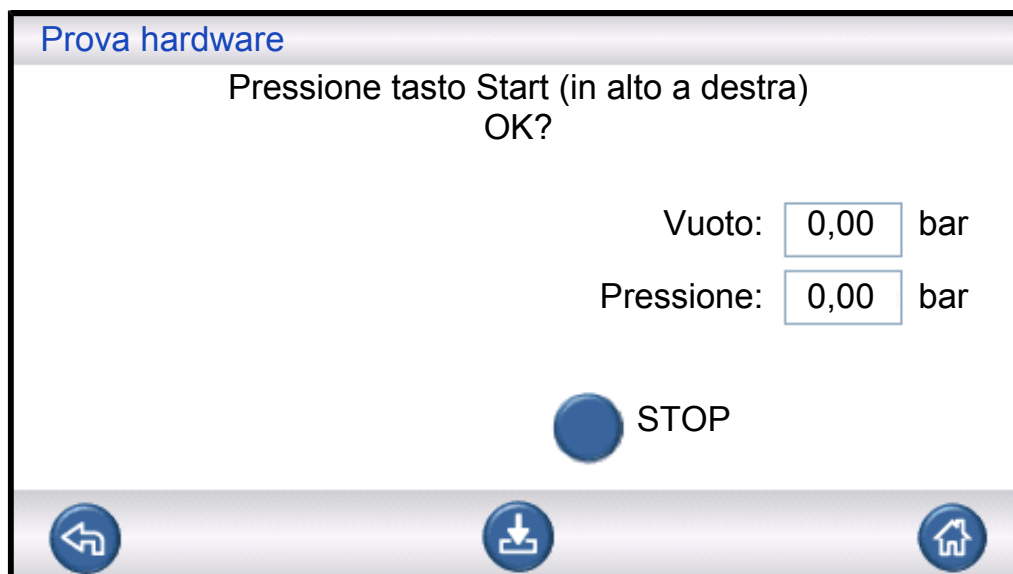 Prova hardware
Pressione tasto Start (in alto a destra)
OK?
Vuoto: 0,00 bar
Pressione: 0,00 bar
STOP